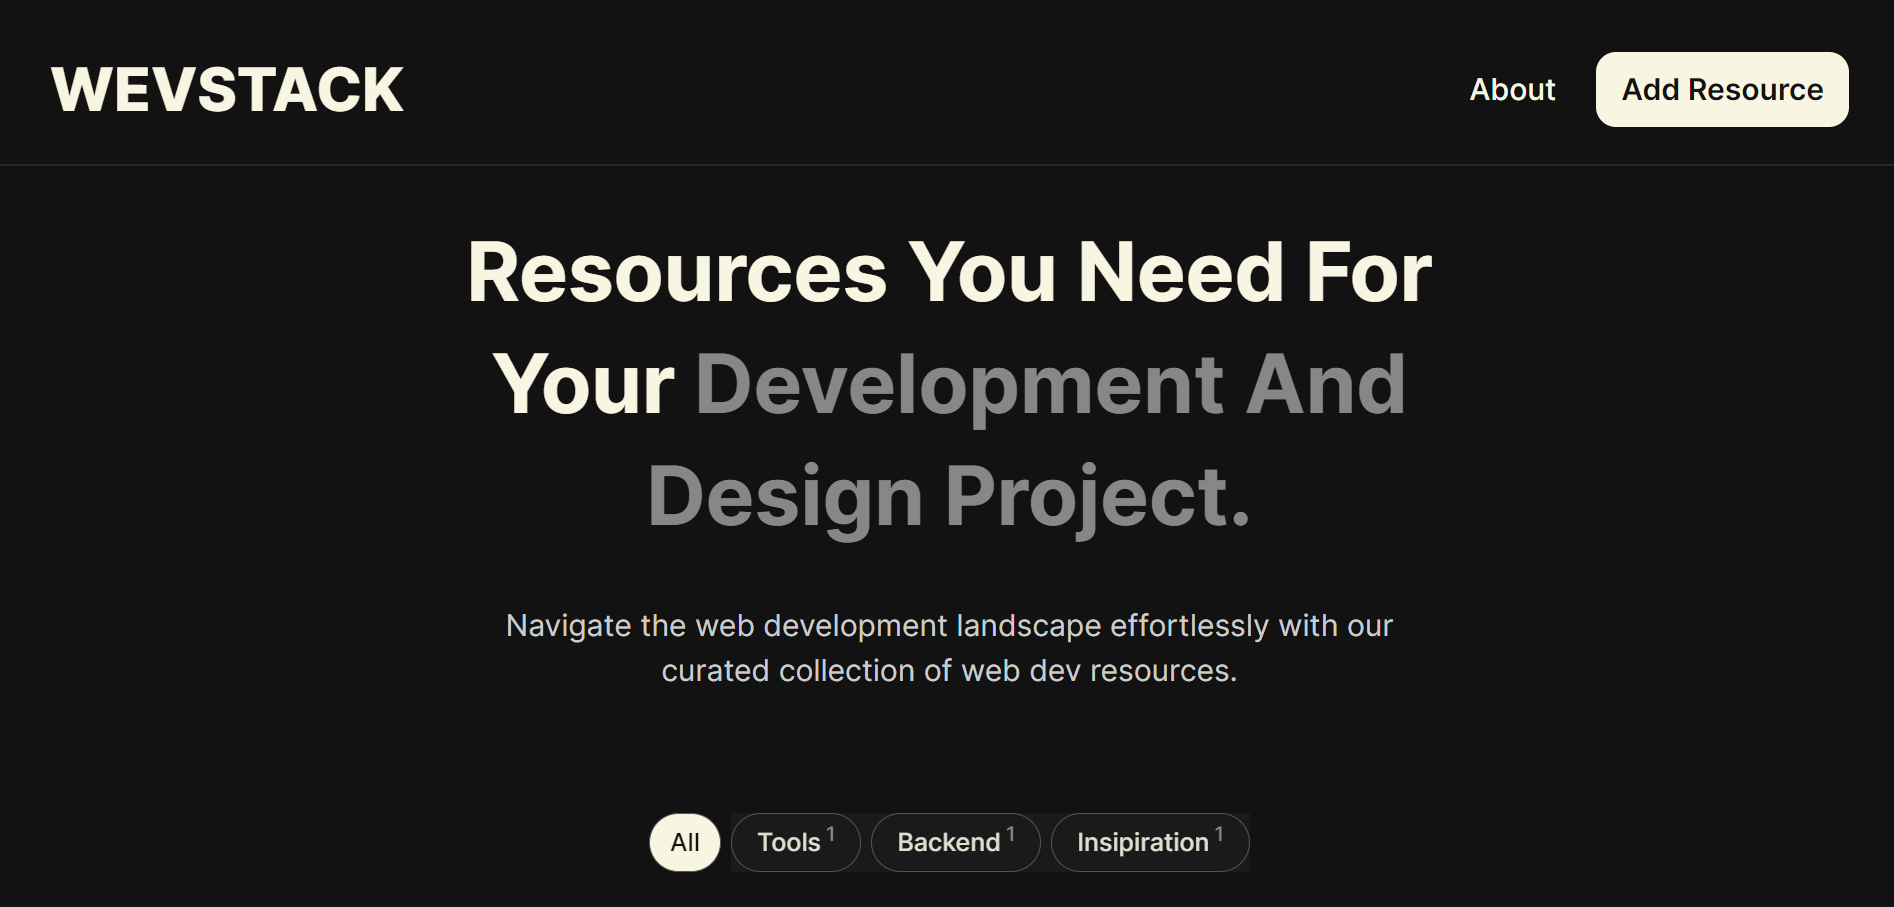 WEVSTACK
About
Add Resource
Resources You Need For
Your Development And
Design Project.
Navigate the web development landscape effortlessly with our
curated collection of web dev resources.
All
Tools 1
Backend 1
Insipiration 1